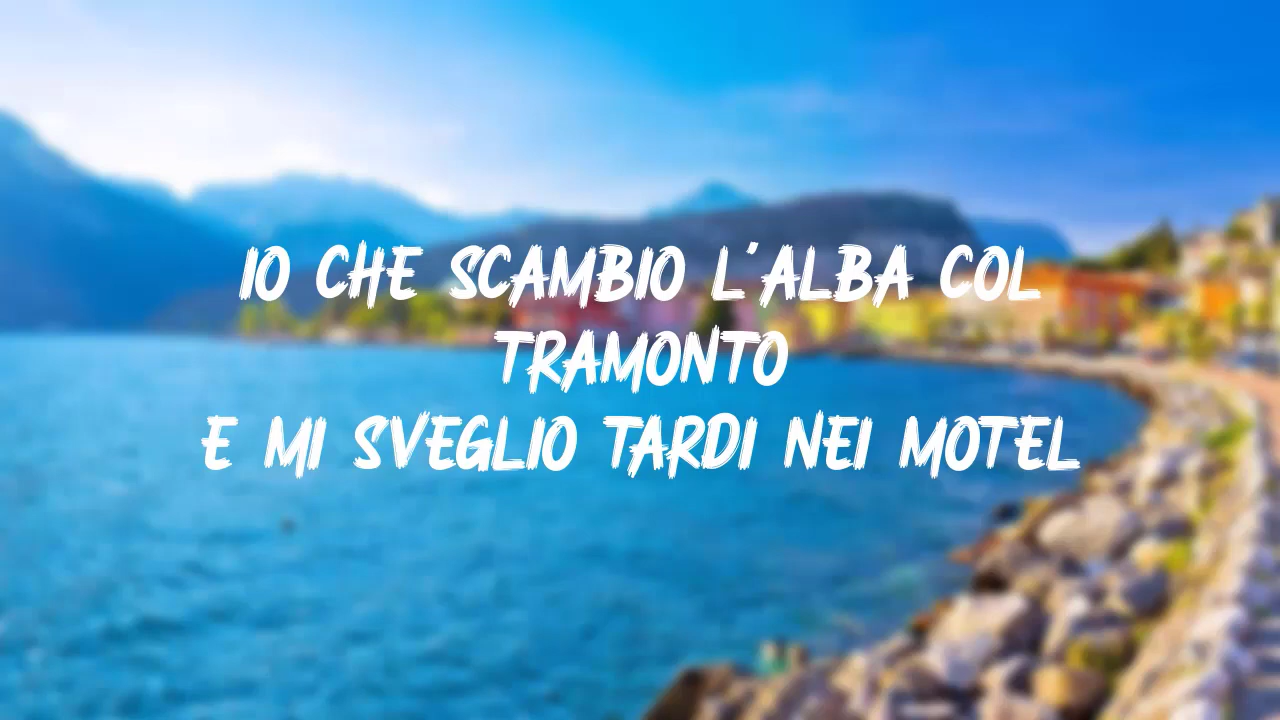 IO CHE SCAMBIO L'ALBA COL
TRAMONTO
E MI SVEGLIO TARDI NEI MOTEL